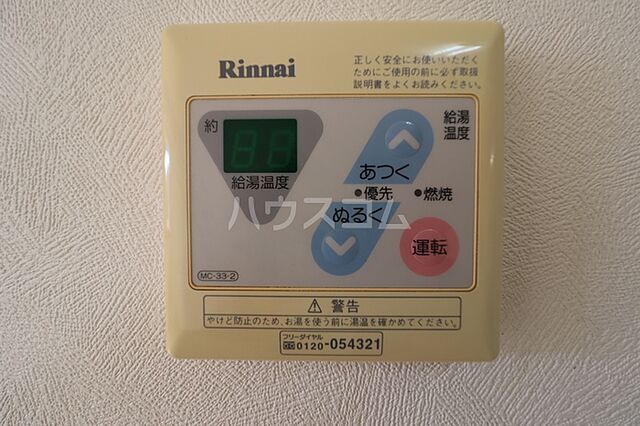 Rinnai
正しく安全にお使いいただく
ためにご使用の前に必ず取扱
説明書をよくお読みください。
約
88
給湯温度
給湯
温度
あつく
優先
燃焼
ハウスコム
ぬるく
運転
MC-33-2
警告
やけど防止のため、お湯を使う前に湯温を確かめてください。
フリーダイヤル
0120-054321